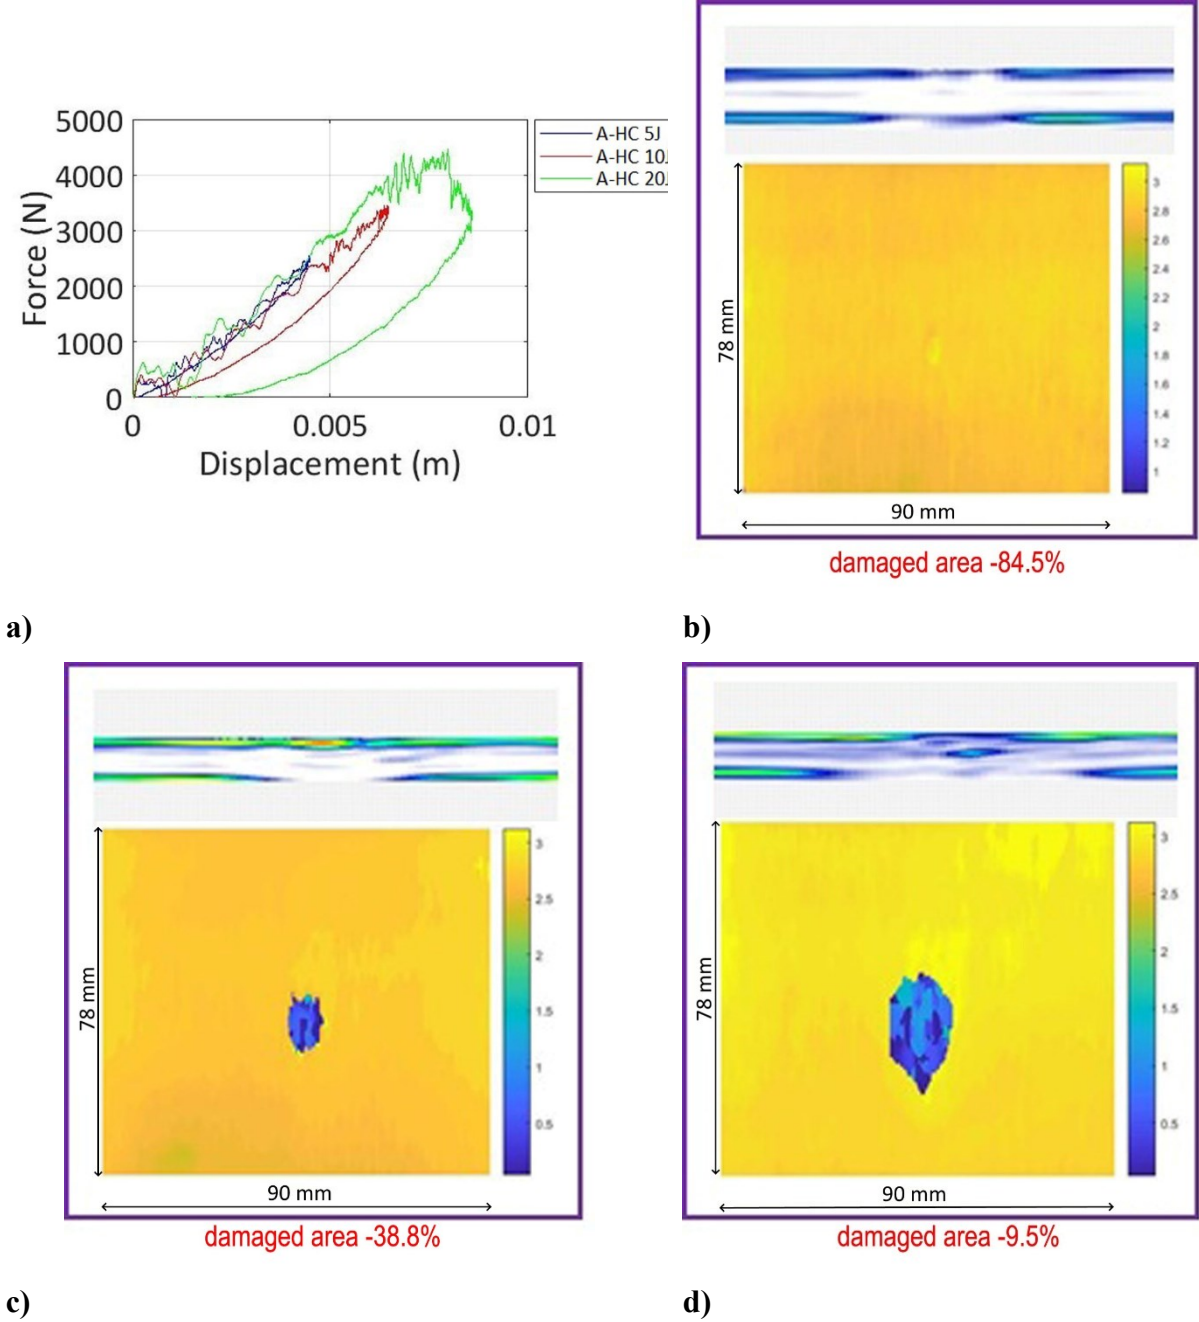 5000
4000
3000
2000
1000
0
Force (N)
0
0.005
0.01
Displacement (m)
A-HC 5J
A-HC 10J
A-HC 20J
a)
3
2.8
2.6
2.4
2.2
2
1.8
1.6
1.4
1.2
1
78 mm
90 mm
damaged area -84.5%
b)
3
2.5
2
1.5
1
0.5
78 mm
90 mm
damaged area -38.8%
c)
3
2.5
2
1.5
1
0.5
78 mm
90 mm
damaged area -9.5%
d)